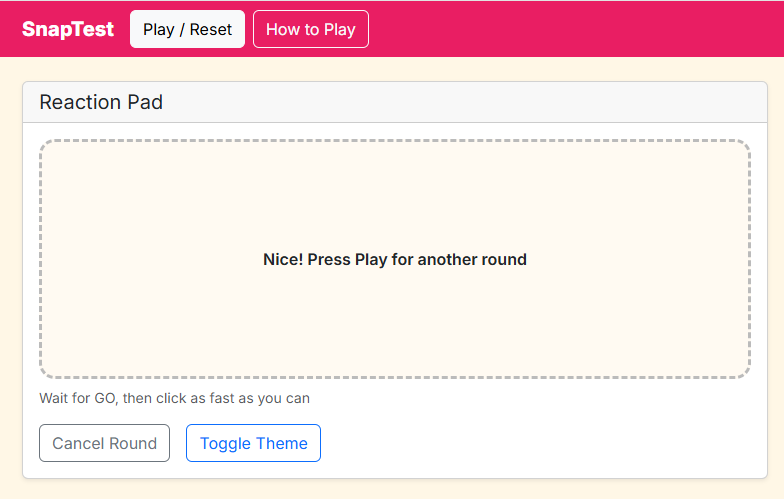 SnapTest Play / Reset How to Play
Reaction Pad
Nice! Press Play for another round
Wait for GO, then click as fast as you can
Cancel Round Toggle Theme